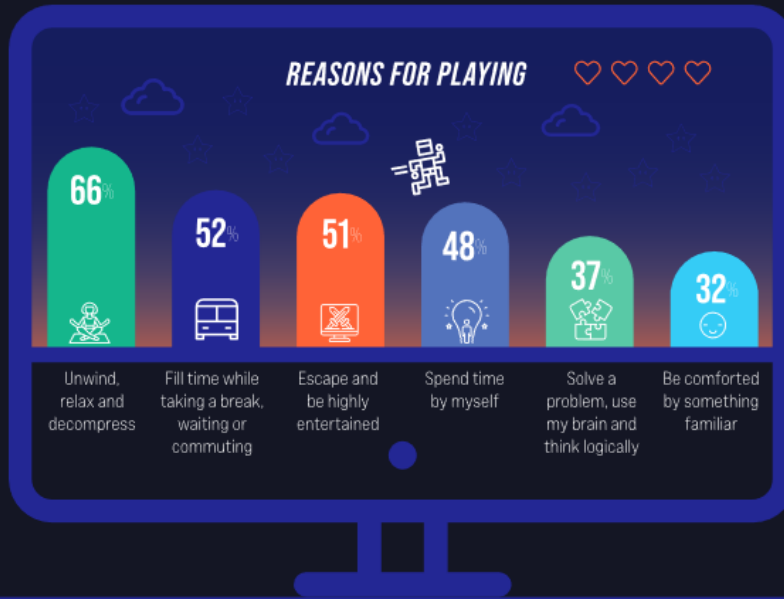 REASONS FOR PLAYING
66%
52%
51%
48%
37%
32%
Unwind,
relax and
decompress
Fill time while
taking a break,
waiting or
commuting
Escape and
be highly
entertained
Spend time
by myself
Solve a
problem, use
my brain and
think logically
Be comforted
by something
familiar